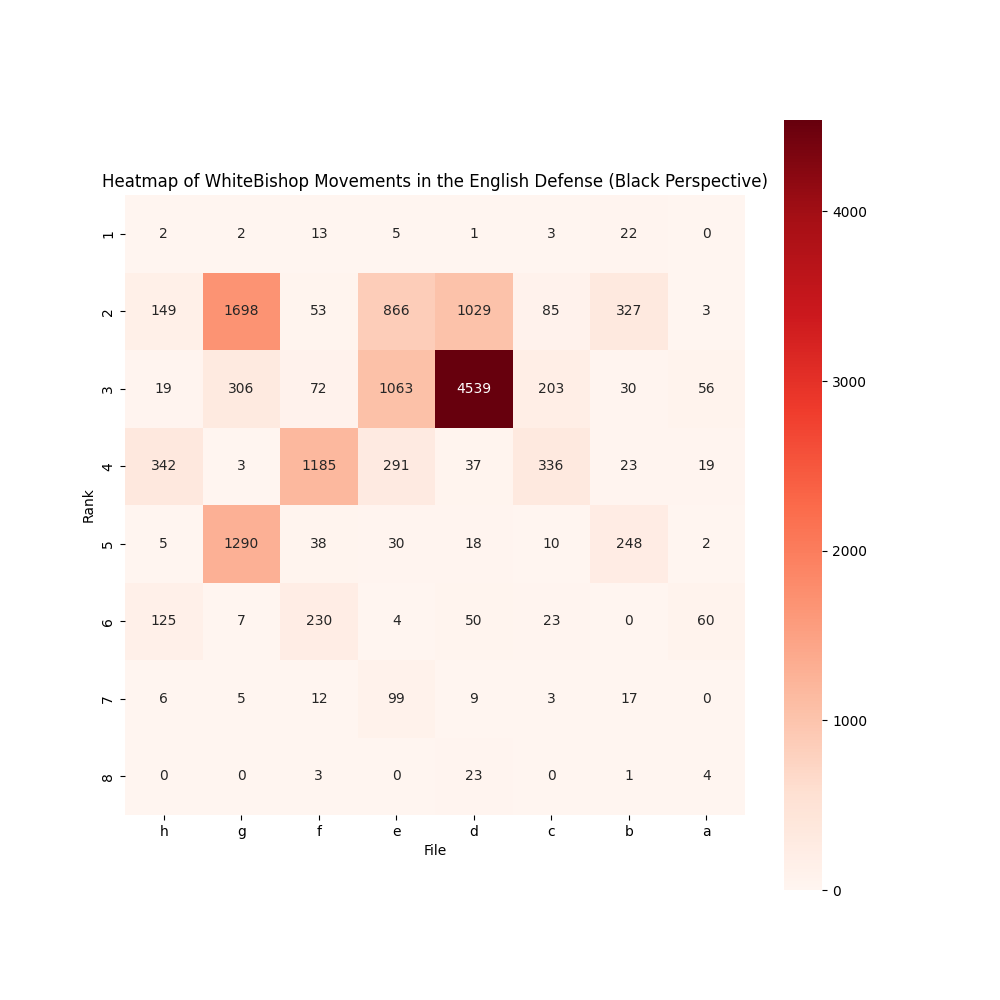 Heatmap of WhiteBishop Movements in the English Defense (Black Perspective)
4000
1 2 2 13 5 1 3 22 0
2 149 1698 53 866 1029 85 327 3
3000
3 19 306 72 1063 4539 203 30 56
4 342 3 1185 291 37 336 23 19
Rank
2000
5 5 1290 38 30 18 10 248 2
6 125 7 230 4 50 23 0 60
7 6 5 12 99 9 3 17 0
1000
8 0 0 3 0 23 0 1 4
h g f e d c b a
File
0